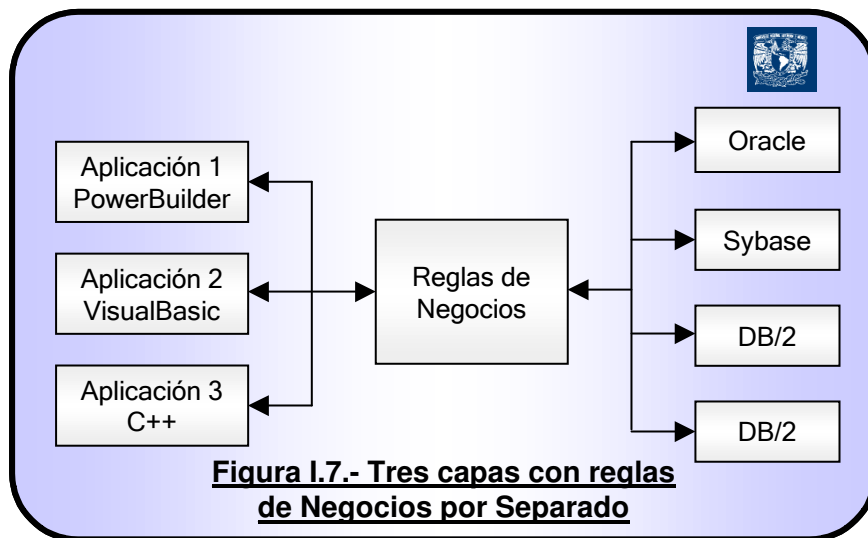 Aplicación 1
PowerBuilder
Aplicación 2
VisualBasic
Aplicación 3
C++
Reglas de
Negocios
Oracle
Sybase
DB/2
DB/2
Figura I.7.- Tres capas con reglas
de Negocios por Separado